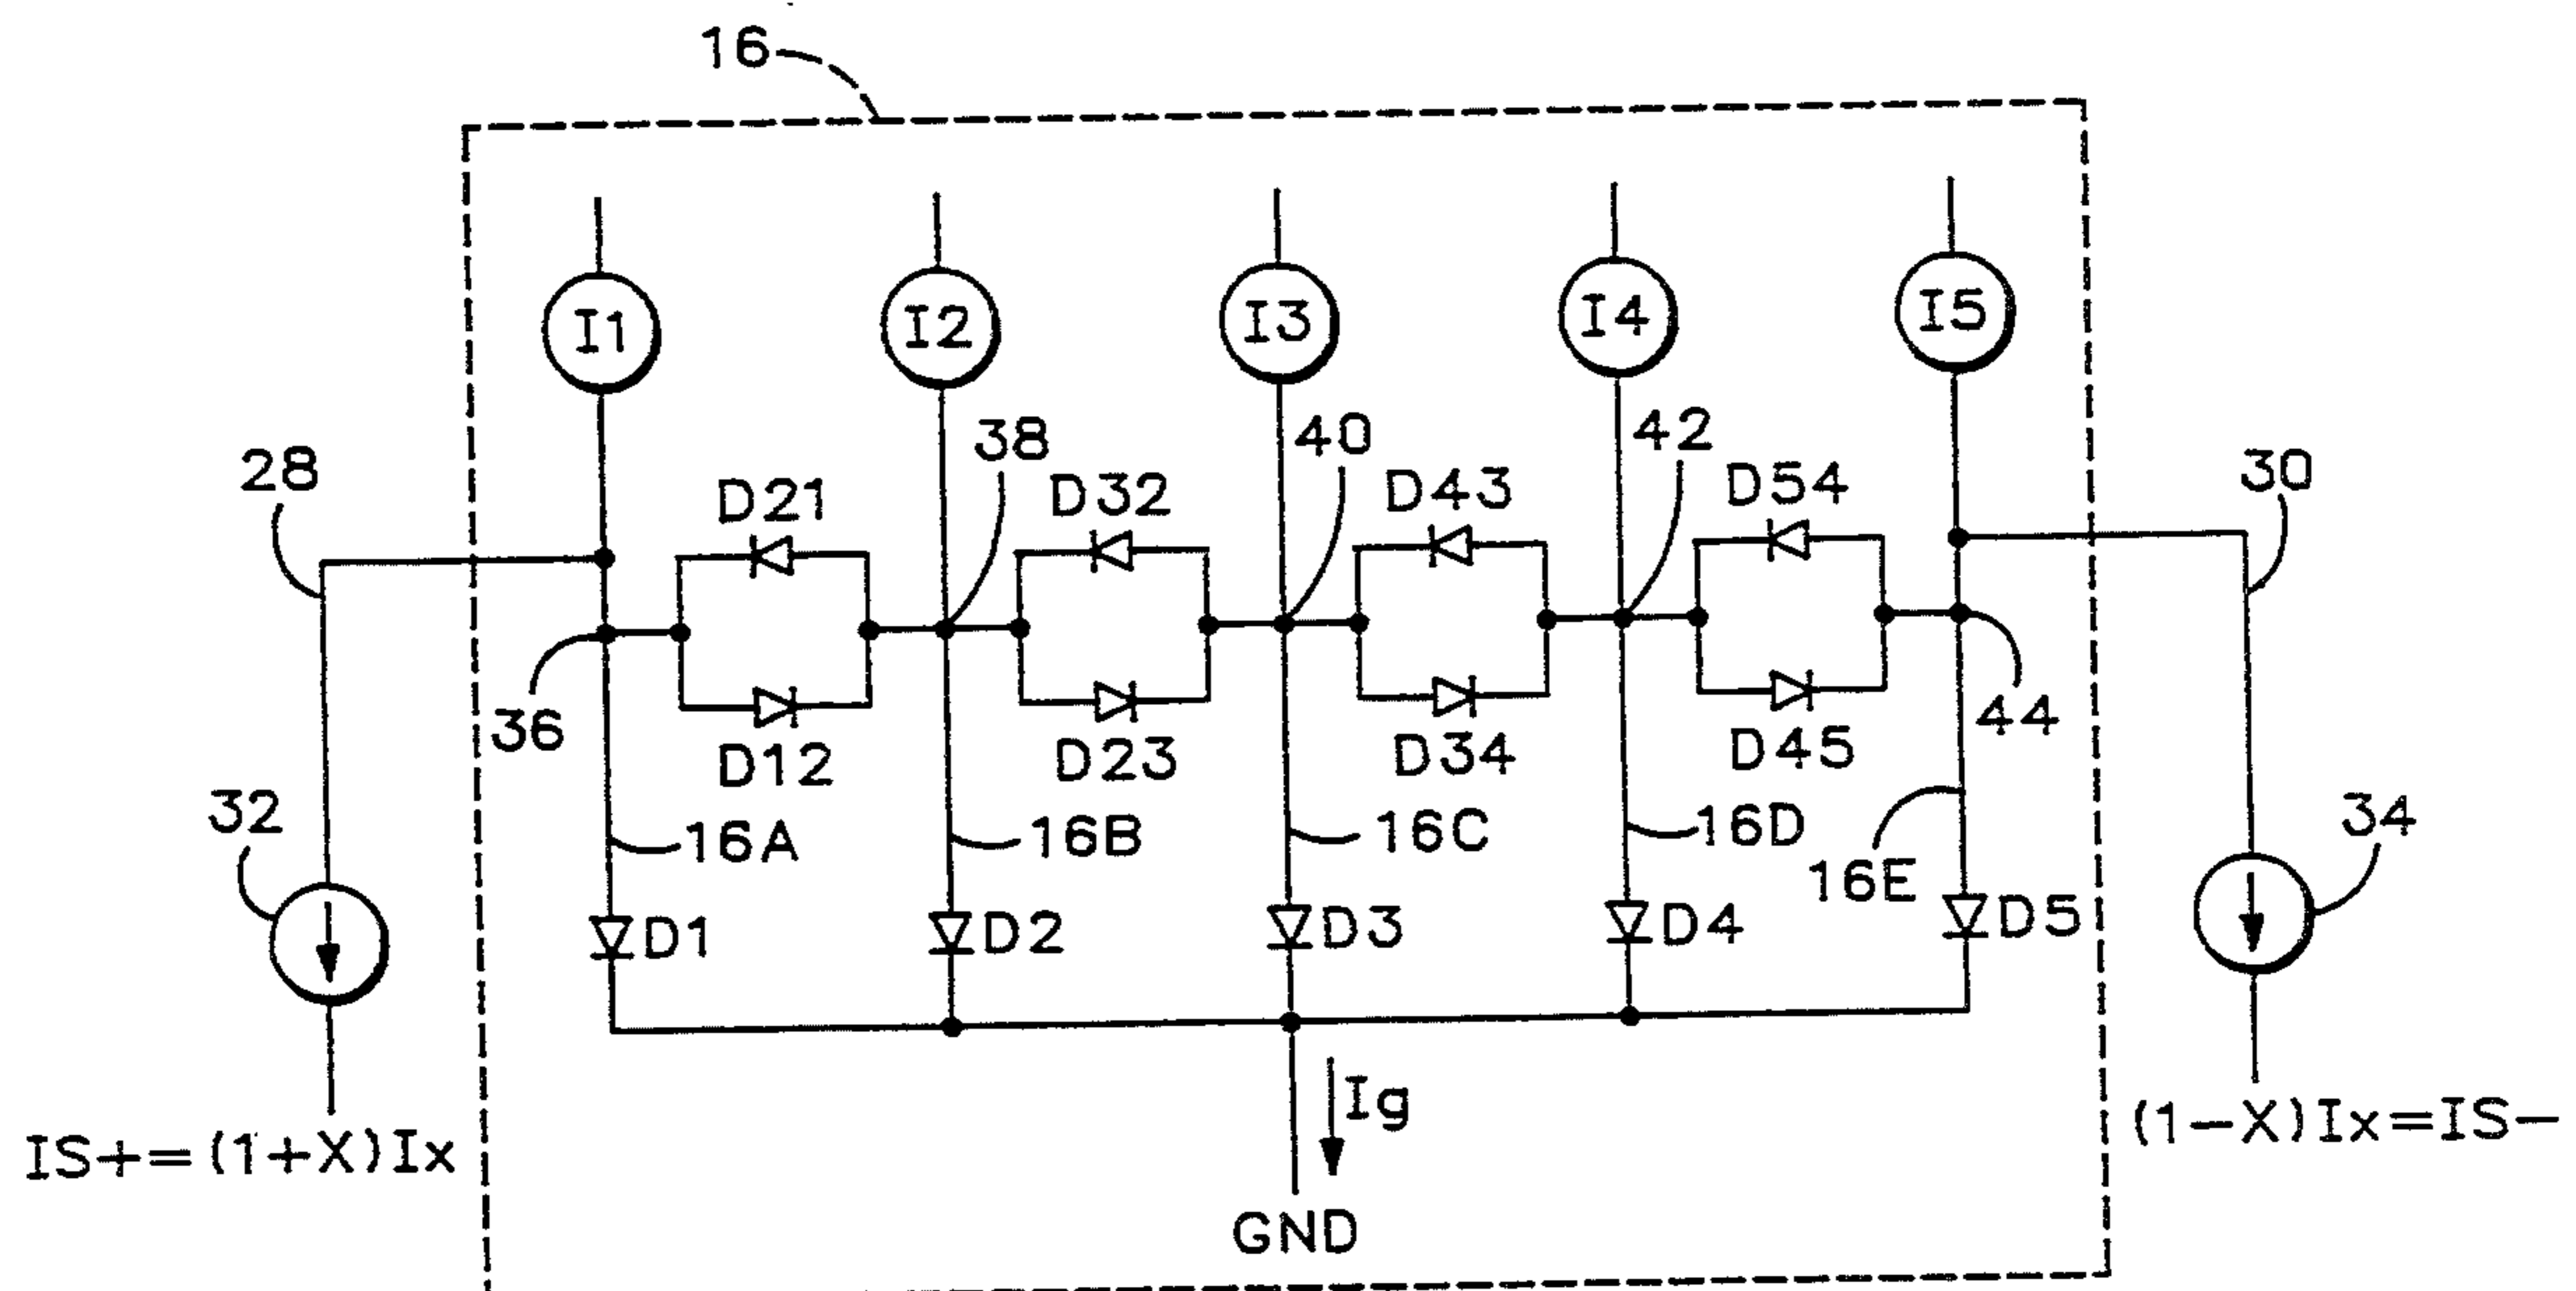 16
I1
I2
I3
I4
I5
28
38
40
42
30
D21
D32
D43
D54
36
D12
D23
D34
D45
44
32
16A
16B
16C
16D
16E
34
D1
D2
D3
D4
D5
Ig
IS+=(1+X)Ix
(1-X)Ix=IS-
GND